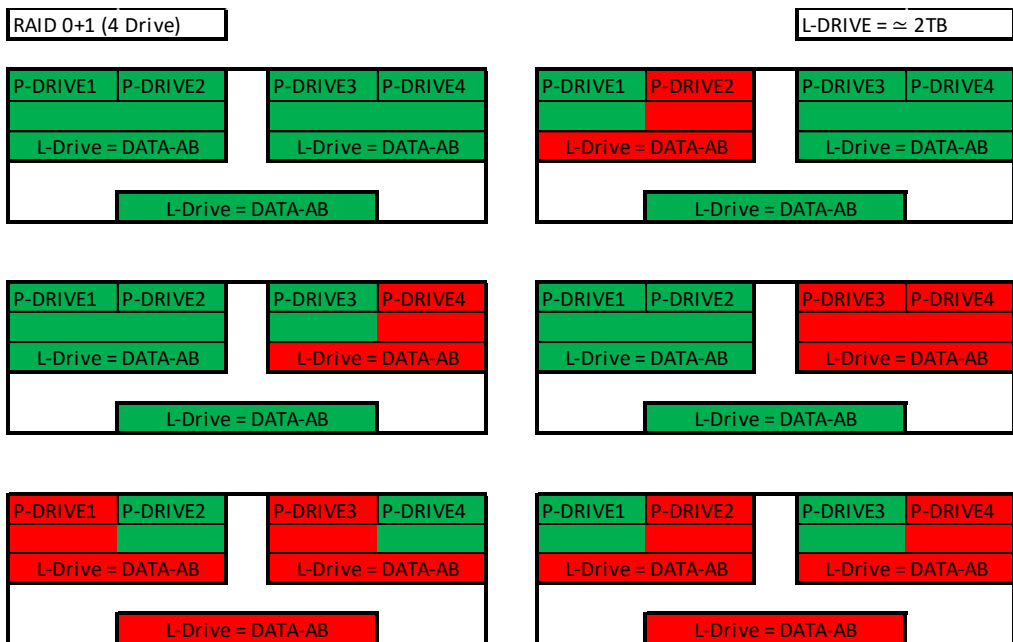 RAID 0+1 (4 Drive)
L-DRIVE = ≃ 2TB
P-DRIVE1 P-DRIVE2 P-DRIVE3 P-DRIVE4
L-Drive = DATA-AB L-Drive = DATA-AB
L-Drive = DATA-AB
P-DRIVE1 P-DRIVE2 P-DRIVE3 P-DRIVE4
L-Drive = DATA-AB L-Drive = DATA-AB
L-Drive = DATA-AB
P-DRIVE1 P-DRIVE2 P-DRIVE3 P-DRIVE4
L-Drive = DATA-AB L-Drive = DATA-AB
L-Drive = DATA-AB
P-DRIVE1 P-DRIVE2 P-DRIVE3 P-DRIVE4
L-Drive = DATA-AB L-Drive = DATA-AB
L-Drive = DATA-AB
P-DRIVE1 P-DRIVE2 P-DRIVE3 P-DRIVE4
L-Drive = DATA-AB L-Drive = DATA-AB
L-Drive = DATA-AB
P-DRIVE1 P-DRIVE2 P-DRIVE3 P-DRIVE4
L-Drive = DATA-AB L-Drive = DATA-AB
L-Drive = DATA-AB